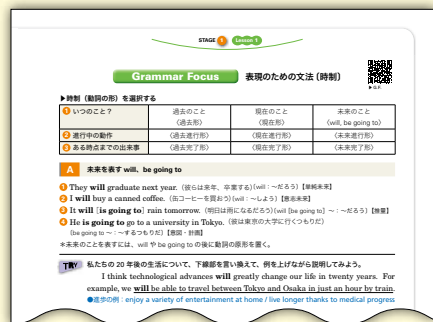 STAGE 1 Lesson 1
Grammar Focus 表現のための文法〔時制〕
▶G.F.
▶時制（動詞の形）を選択する
❶ いつのこと？ 過去のこと 現在のこと 未来のこと
〈過去形〉 〈現在形〉 〈will, be going to〉
❷ 進行中の動作 〈過去進行形〉 〈現在進行形〉 〈未来進行形〉
❸ ある時点までの出来事 〈過去完了形〉 〈現在完了形〉 〈未来完了形〉
A 未来を表す will、be going to
❶ They will graduate next year.（彼らは来年、卒業する）(will：～だろう)【単純未来】
❷ I will buy a canned coffee.（缶コーヒーを買おう）(will：～しよう)【意志未来】
❸ It will [is going to] rain tomorrow.（明日は雨になるだろう）(will [be going to] ～：～だろう)【推量】
❹ He is going to go to a university in Tokyo.（彼は東京の大学に行くつもりだ）
(be going to ～：～するつもりだ)【意図・計画】
＊未来のことを表すには、will や be going to の後に動詞の原形を置く。
TRY 私たちの 20 年後の生活について、下線部を言い換えて、例を上げながら説明してみよう。
I think technological advances will greatly change our life in twenty years. For
example, we will be able to travel between Tokyo and Osaka in just an hour by train.
●進歩の例：enjoy a variety of entertainment at home / live longer thanks to medical progress